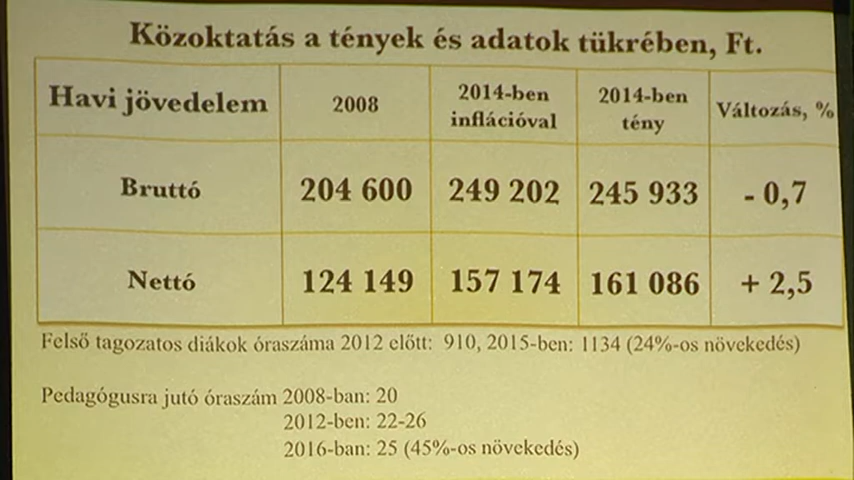 Közoktatás a tények és adatok tükrében, Ft.
Havi jövedelem 2008 2014-ben inflációval 2014-ben tény Változás, %
Bruttó 204 600 249 202 245 933 - 0,7
Nettó 124 149 157 174 161 086 + 2,5
Felső tagozatos diákok óraszáma 2012 előtt: 910, 2015-ben: 1134 (24%-os növekedés)
Pedagógusra jutó óraszám 2008-ban: 20
2012-ben: 22-26
2016-ban: 25 (45%-os növekedés)